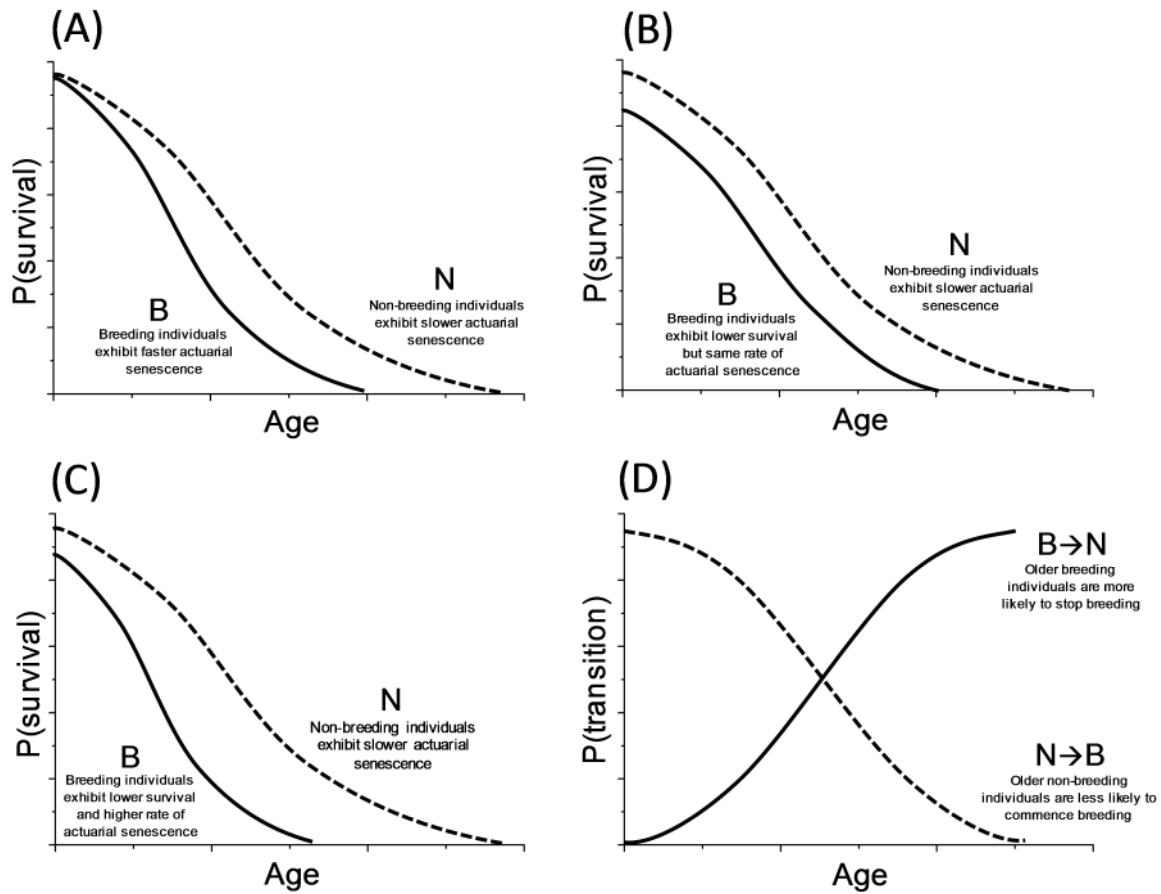 (A)
P(survival)
B
Breeding individuals
exhibit faster actuarial
senescence
N
Non-breeding individuals
exhibit slower actuarial
senescence
Age
(B)
P(survival)
B
Breeding individuals
exhibit lower survival
but same rate of
actuarial senescence
N
Non-breeding individuals
exhibit slower actuarial
senescence
Age
(C)
P(survival)
B
Breeding individuals
exhibit lower survival
and higher rate of
actuarial senescence
N
Non-breeding individuals
exhibit slower actuarial
senescence
Age
(D)
P(transition)
B→N
Older breeding
individuals are more
likely to stop breeding
N→B
Older non-breeding
individuals are less likely to
commence breeding
Age